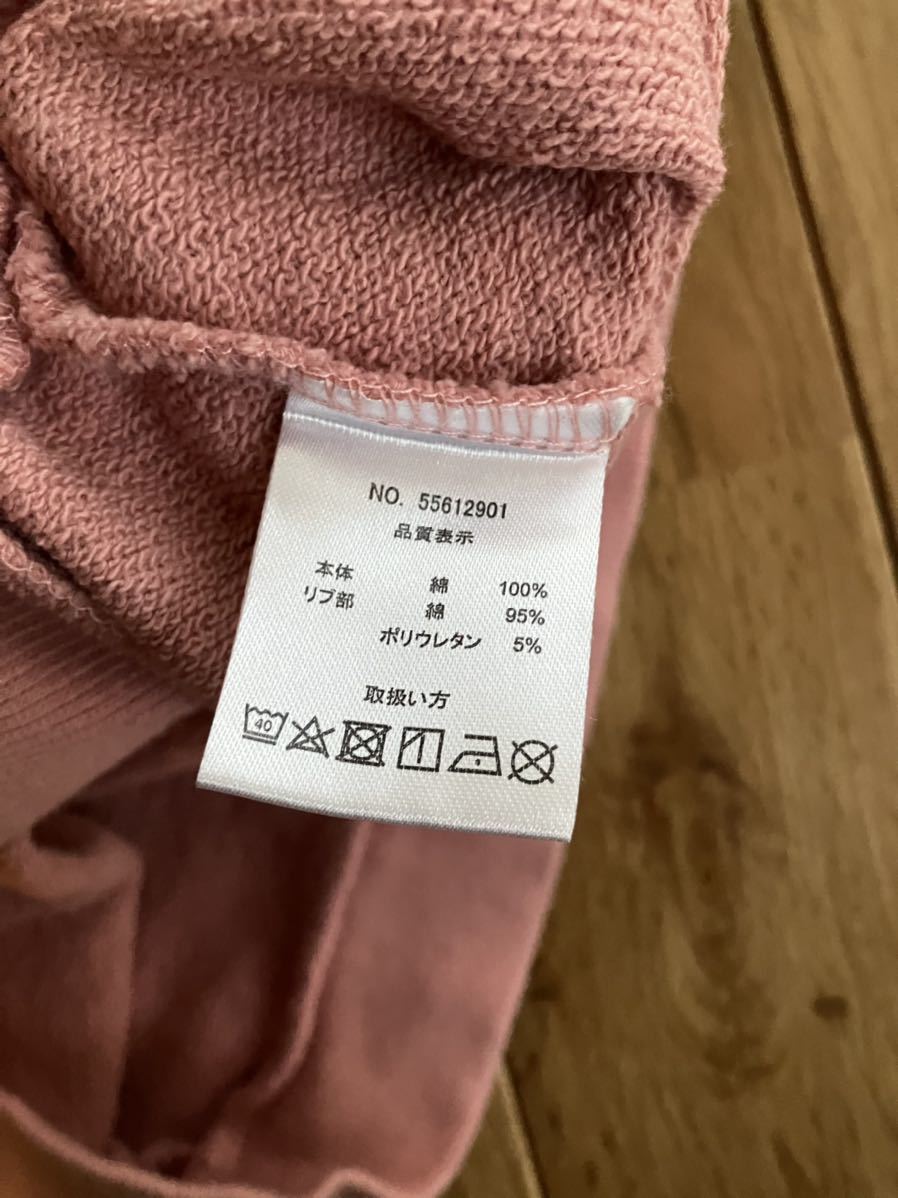 NO. 55612901
品質表示
本体 綿 100%
リブ部 綿 95%
ポリウレタン 5%
取扱い方
40